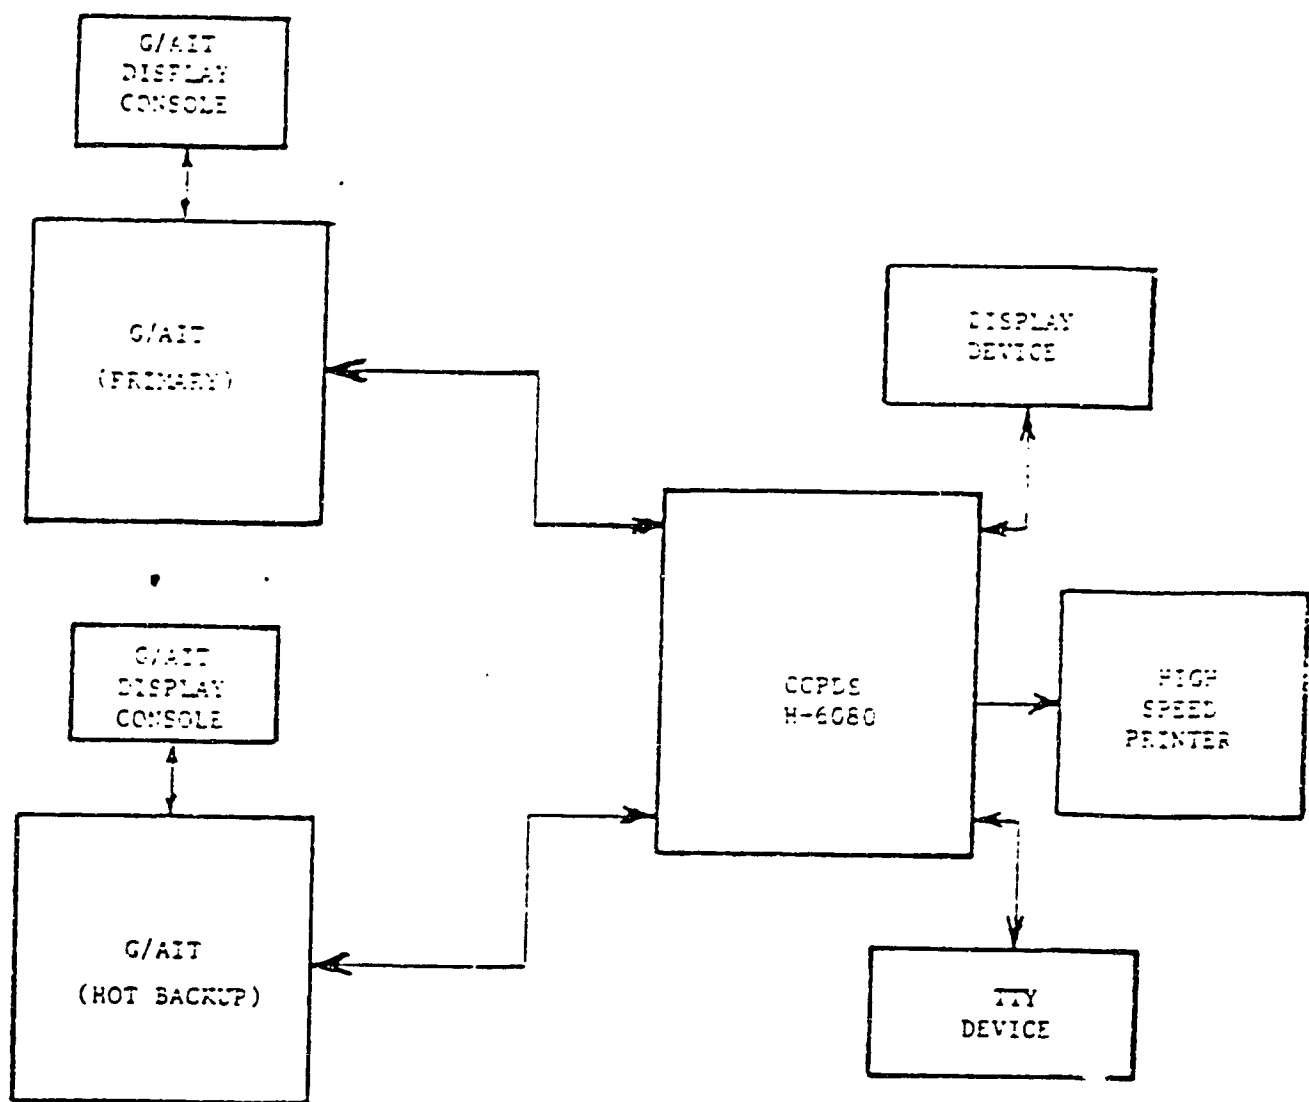 G/AIT
DISPLAY
CONSOLE
G/AIT
(PRIMARY)
DISPLAY
DEVICE
G/AIT
DISPLAY
CONSOLE
CCPDS
H-6080
HIGH
SPEED
PRINTER
G/AIT
(HOT BACKUP)
TTY
DEVICE